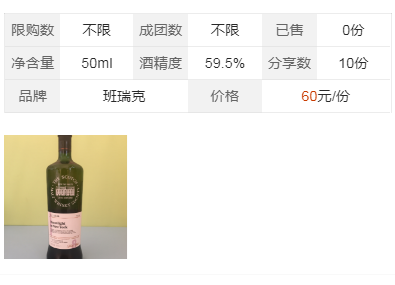 限购数 不限 成团数 不限 已售 0份
净含量 50ml 酒精度 59.5% 分享数 10份
品牌 班瑞克 价格 60元/份